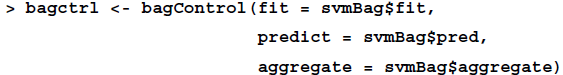 > bagctrl <- bagControl(fit = svmBag$fit,
predict = svmBag$pred,
aggregate = svmBag$aggregate)